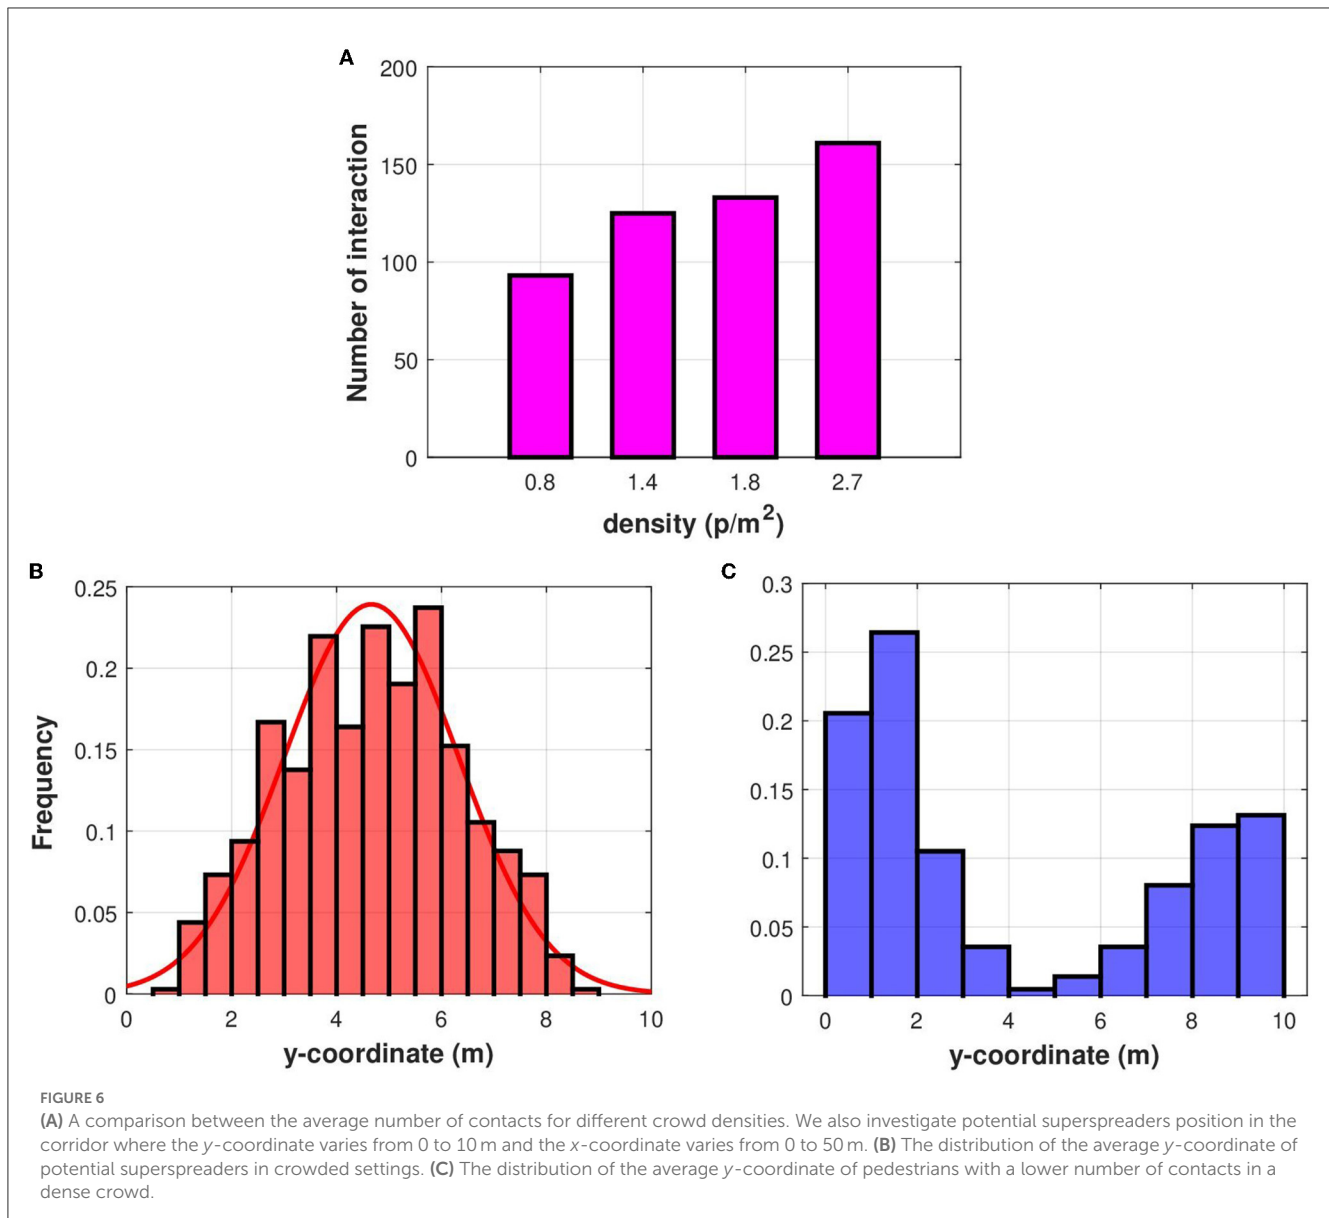 A
200
150
100
50
0
Number of interaction
0.8 1.4 1.8 2.7
density (p/m²)
B
0.25
0.2
0.15
0.1
0.05
0
Frequency
0 2 4 6 8 10
y-coordinate (m)
C
0.3
0.25
0.2
0.15
0.1
0.05
0
0 2 4 6 8 10
y-coordinate (m)
FIGURE 6
(A) A comparison between the average number of contacts for different crowd densities. We also investigate potential superspreaders position in the
corridor where the y-coordinate varies from 0 to 10 m and the x-coordinate varies from 0 to 50 m. (B) The distribution of the average y-coordinate of
potential superspreaders in crowded settings. (C) The distribution of the average y-coordinate of pedestrians with a lower number of contacts in a
dense crowd.